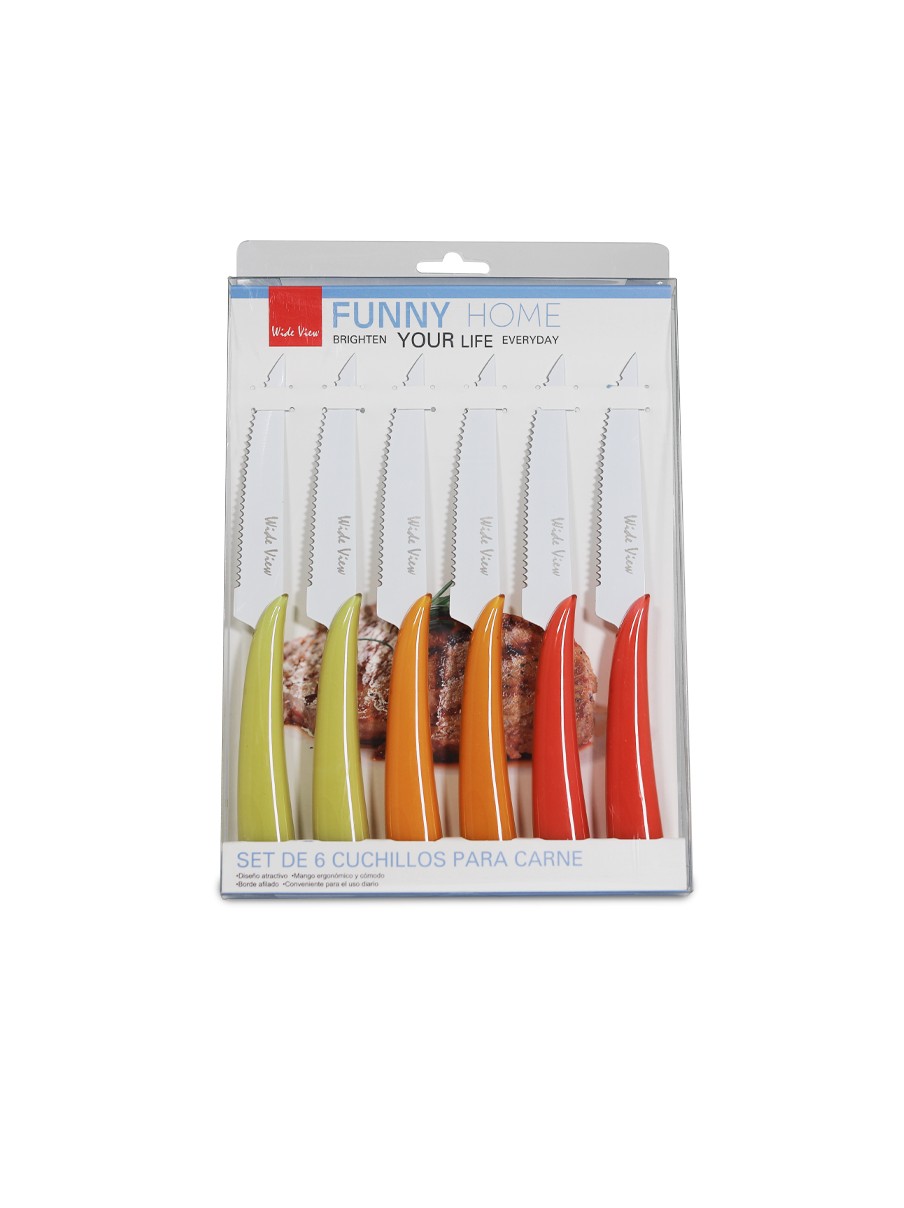 Wide View
FUNNY HOME
BRIGHTEN YOUR LIFE EVERYDAY
Wide View
Wide View
Wide View
Wide View
Wide View
Wide View
SET DE 6 CUCHILLOS PARA CARNE
•Diseño atractivo •Mango ergonómico y cómodo
•Borde afilado •Conveniente para el uso diario